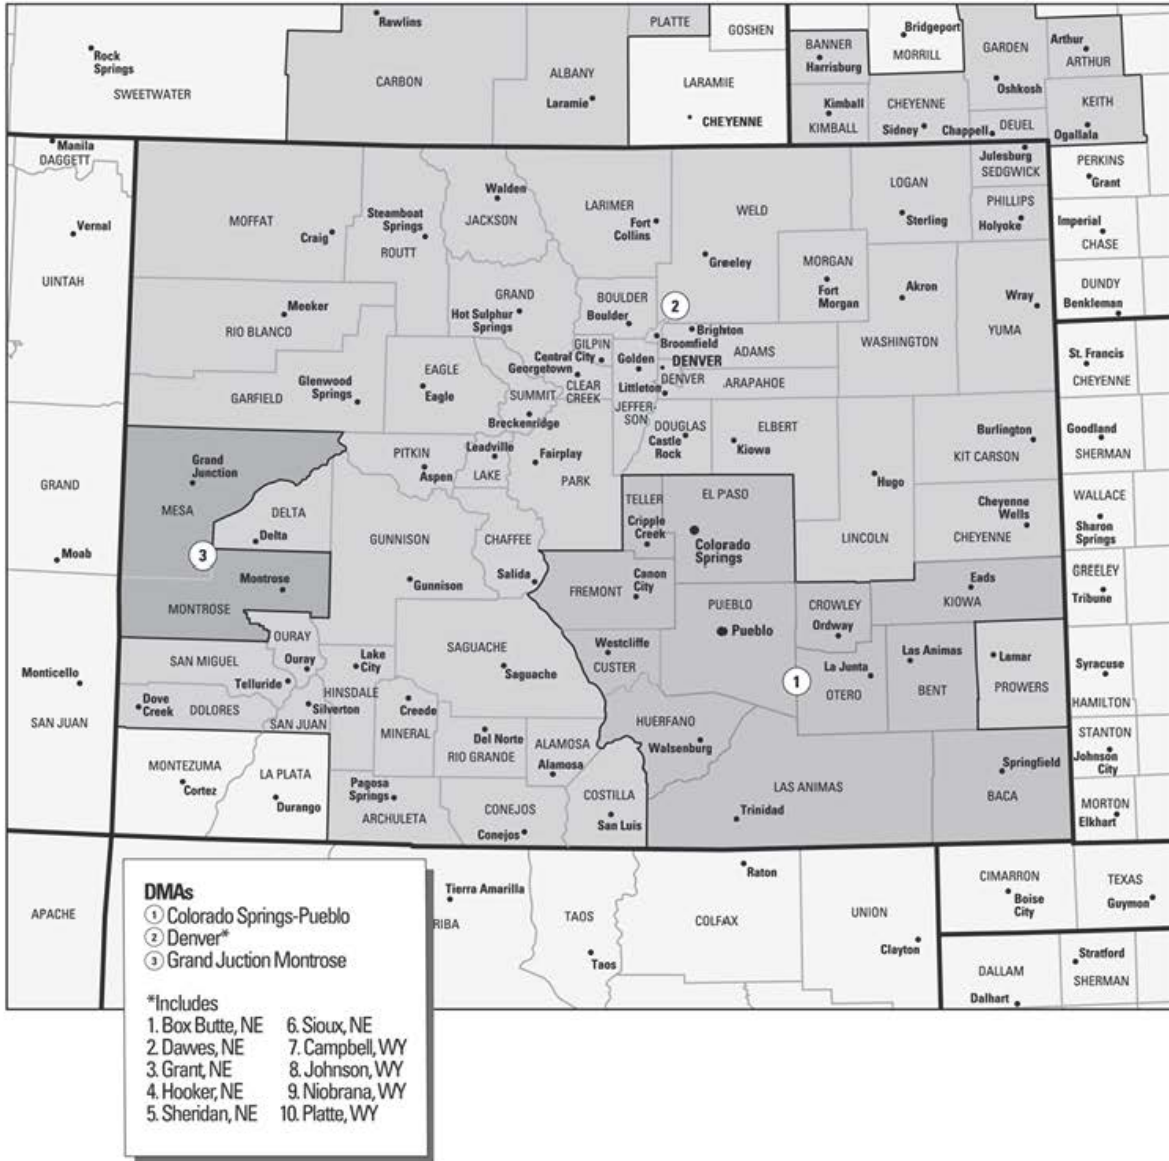 Rawlins
PLATTE
GOSHEN
Bridgeport
Rock
Springs
MORRILL
BANNER
Harrisburg
GARDEN
Arthur
ARTHUR
SWEETWATER
CARBON
ALBANY
Laramie
LARAMIE
CHEYENNE
Oshkosh
Kimball
KIMBALL
CHEYENNE
Sidney
Chappell
DEUEL
KEITH
Ogallala
Manila
DAGGETT
Julesburg
SEDGWICK
PERKINS
Grant
Vernal
UINTAH
MOFFAT
Craig
Steamboat
Springs
ROUTT
Walden
JACKSON
LARIMER
Fort
Collins
WELD
Greeley
LOGAN
Sterling
PHILLIPS
Holyoke
Imperial
CHASE
MORGAN
Fort
Morgan
Akron
WASHINGTON
Wray
YUMA
DUNDY
Benkleman
Meeker
RIO BLANCO
GRAND
Hot Sulphur
Springs
BOULDER
Boulder
2
Brighton
Broomfield
ADAMS
GILPIN
Central City
Georgetown
CLEAR
CREEK
Golden
DENVER
DENVER
Littleton
ARAPAHOE
JEFFER-
SON
St. Francis
CHEYENNE
Glenwood
Springs
GARFIELD
EAGLE
Eagle
SUMMIT
Breckenridge
DOUGLAS
Castle
Rock
ELBERT
Kiowa
Burlington
KIT CARSON
Goodland
SHERMAN
GRAND
Moab
Grand
Junction
MESA
DELTA
Delta
3
PITKIN
Aspen
Leadville
LAKE
Fairplay
PARK
Hugo
LINCOLN
Cheyenne
Wells
CHEYENNE
WALLACE
Sharon
Springs
GUNNISON
Gunnison
CHAFFEE
Salida
TELLER
Cripple
Creek
EL PASO
Colorado
Springs
Montrose
MONTROSE
FREMONT
Canon
City
PUEBLO
Pueblo
CROWLEY
Ordway
Eads
KIOWA
GREELEY
Tribune
OURAY
Ouray
SAN MIGUEL
Telluride
Lake
City
HINSDALE
SAGUACHE
Saguache
Westcliffe
CUSTER
1
La Junta
OTERO
Las Animas
BENT
Lamar
PROWERS
Syracuse
HAMILTON
Monticello
SAN JUAN
Dove
Creek
DOLORES
Silverton
SAN JUAN
Creede
MINERAL
Del Norte
RIO GRANDE
ALAMOSA
Alamosa
HUERFANO
Walsenburg
STANTON
Johnson
City
MONTEZUMA
Cortez
LA PLATA
Durango
Pagosa
Springs
ARCHULETA
CONEJOS
Conejos
COSTILLA
San Luis
LAS ANIMAS
Trinidad
Springfield
BACA
MORTON
Elkhart
APACHE
Tierra Amarilla
RIBA
TAOS
Taos
Raton
COLFAX
UNION
Clayton
CIMARRON
Boise
City
TEXAS
Guymon
DALLAM
Dalhart
Stratford
SHERMAN
DMAs
1 Colorado Springs-Pueblo
2 Denver*
3 Grand Juction Montrose
*Includes
1. Box Butte, NE
2. Dawes, NE
3. Grant, NE
4. Hooker, NE
5. Sheridan, NE
6. Sioux, NE
7. Campbell, WY
8. Johnson, WY
9. Niobrana, WY
10. Platte, WY